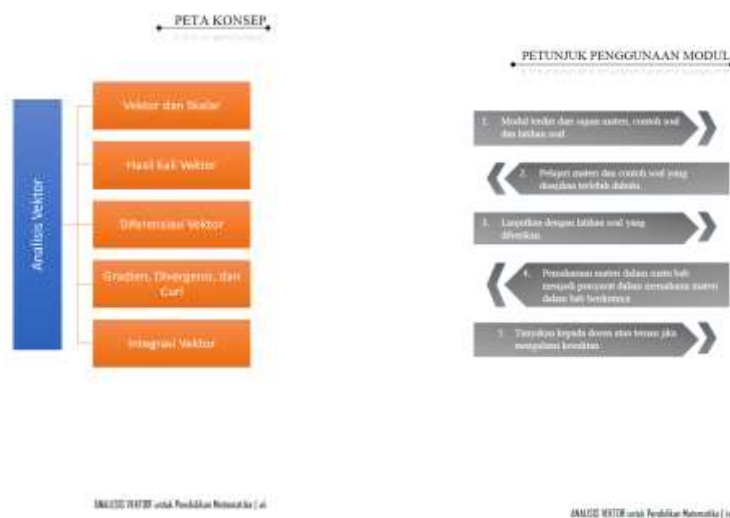 PETA KONSEP
Analisis Vektor
Vektor dan Skalar
Hasil Kali Vektor
Diferensiasi Vektor
Gradien, Divergensi, dan
Curl
Integrasi Vektor
ANALISIS VEKTOR untuk Pendidikan Matematika |
PETUNJUK PENGGUNAAN MODUL
1. Modul terdiri dari sajian materi, contoh soal
dan latihan soal
2. Pelajari materi dan contoh soal yang
disajikan terlebih dahulu.
3. Lanjutkan dengan latihan soal yang
diberikan.
4. Pemahaman materi dalam suatu bab
menjadi prasyarat dalam memahami materi
dalam bab berikutnya
5. Tanyakan kepada dosen atau teman jika
mengalami kesulitan.
ANALISIS VEKTOR untuk Pendidikan Matematika |